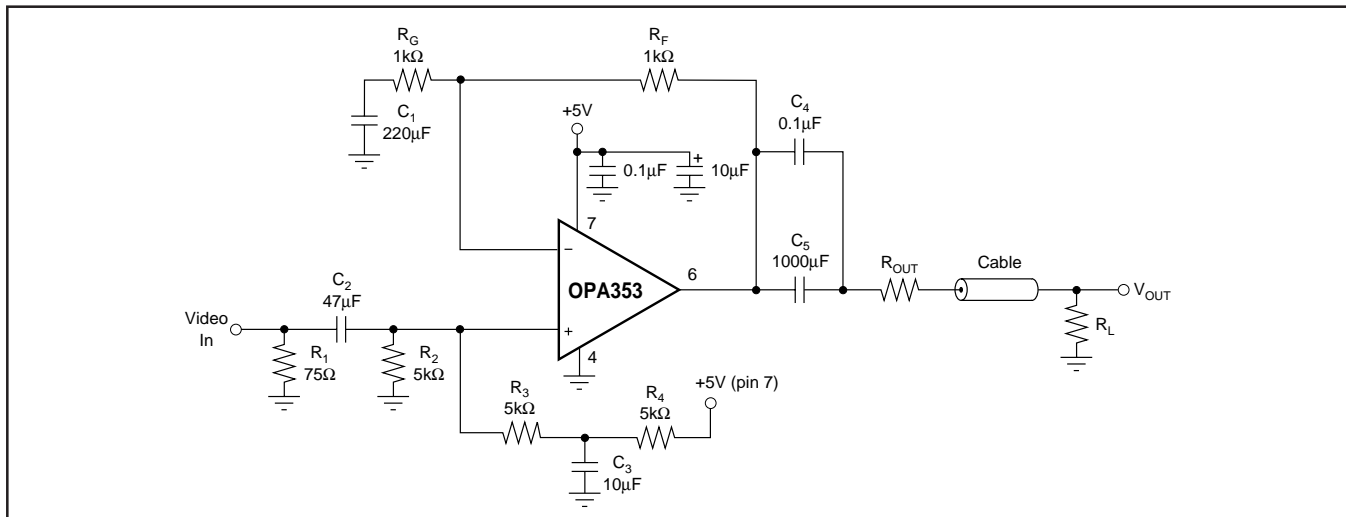 R_G
1kΩ
R_F
1kΩ
C_1
220µF
+5V
C_4
0.1µF
0.1µF
+
10µF
7
−
OPA353
6
C_5
1000µF
R_OUT
Cable
V_OUT
R_L
Video
In
C_2
47µF
+
4
R_1
75Ω
R_2
5kΩ
R_3
5kΩ
R_4
5kΩ
+5V (pin 7)
C_3
10µF